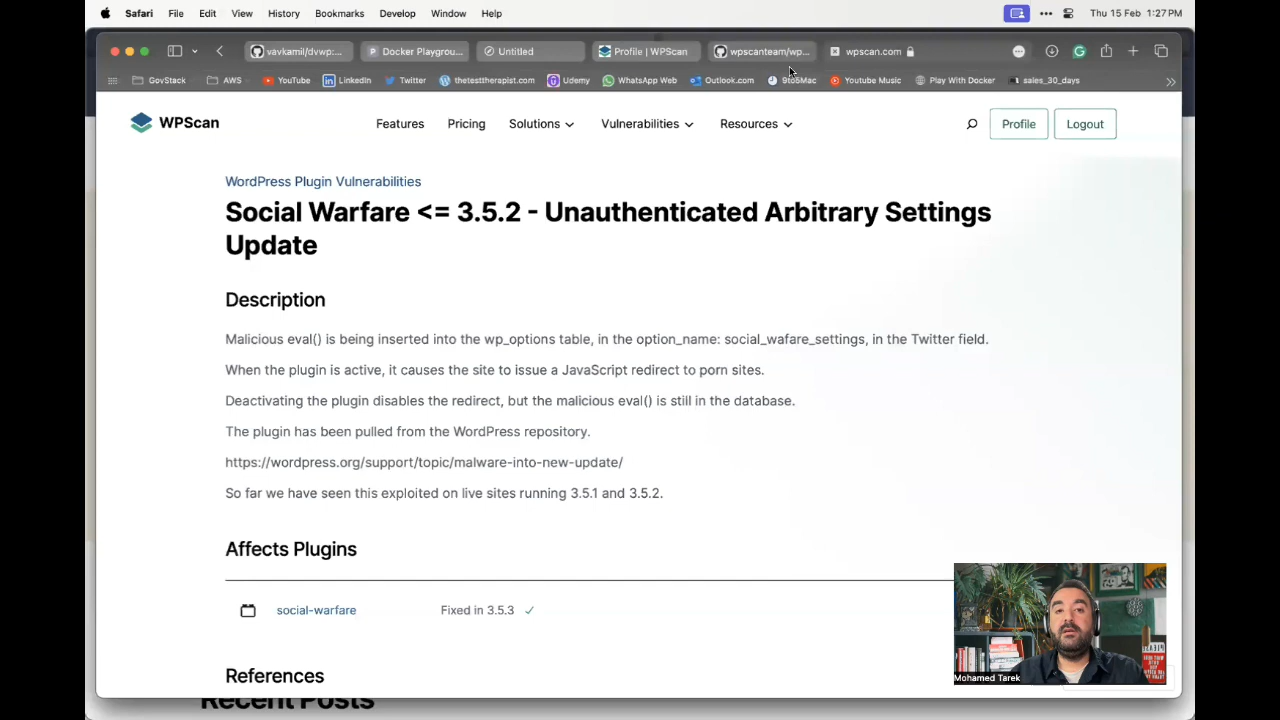 Safari File Edit View History Bookmarks Develop Window Help Thu 15 Feb 1:27 PM
vavkamil/dvwp:... Docker Playgrou... Untitled Profile | WPScan wpscanteam/wp... wpscan.com
GovStack AWS YouTube LinkedIn Twitter thetesttherapist.com Udemy WhatsApp Web Outlook.com 9to5Mac Youtube Music Play With Docker sales_30_days
WPScan Features Pricing Solutions Vulnerabilities Resources Profile Logout
WordPress Plugin Vulnerabilities
Social Warfare <= 3.5.2 - Unauthenticated Arbitrary Settings
Update
Description
Malicious eval() is being inserted into the wp_options table, in the option_name: social_wafare_settings, in the Twitter field.
When the plugin is active, it causes the site to issue a JavaScript redirect to porn sites.
Deactivating the plugin disables the redirect, but the malicious eval() is still in the database.
The plugin has been pulled from the WordPress repository.
https://wordpress.org/support/topic/malware-into-new-update/
So far we have seen this exploited on live sites running 3.5.1 and 3.5.2.
Affects Plugins
social-warfare Fixed in 3.5.3
References
Mohamed Tarek
Recent Posts